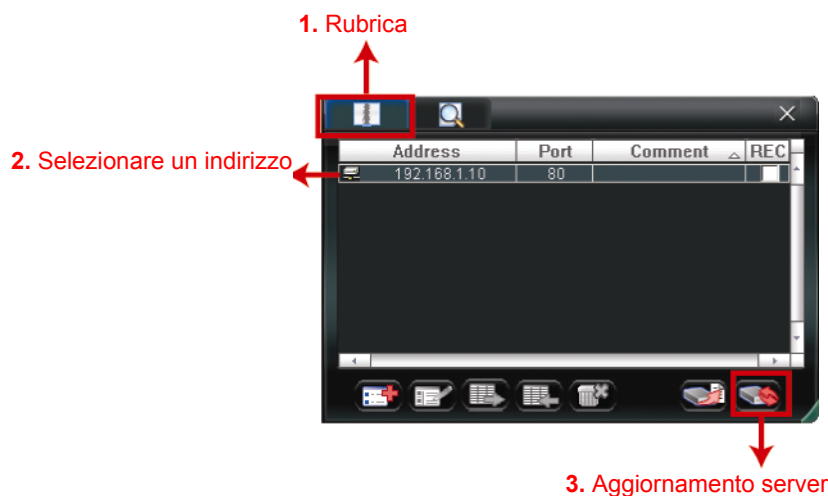 1. Rubrica
2. Selezionare un indirizzo
Address Port Comment REC
192.168.1.10 80
3. Aggiornamento server